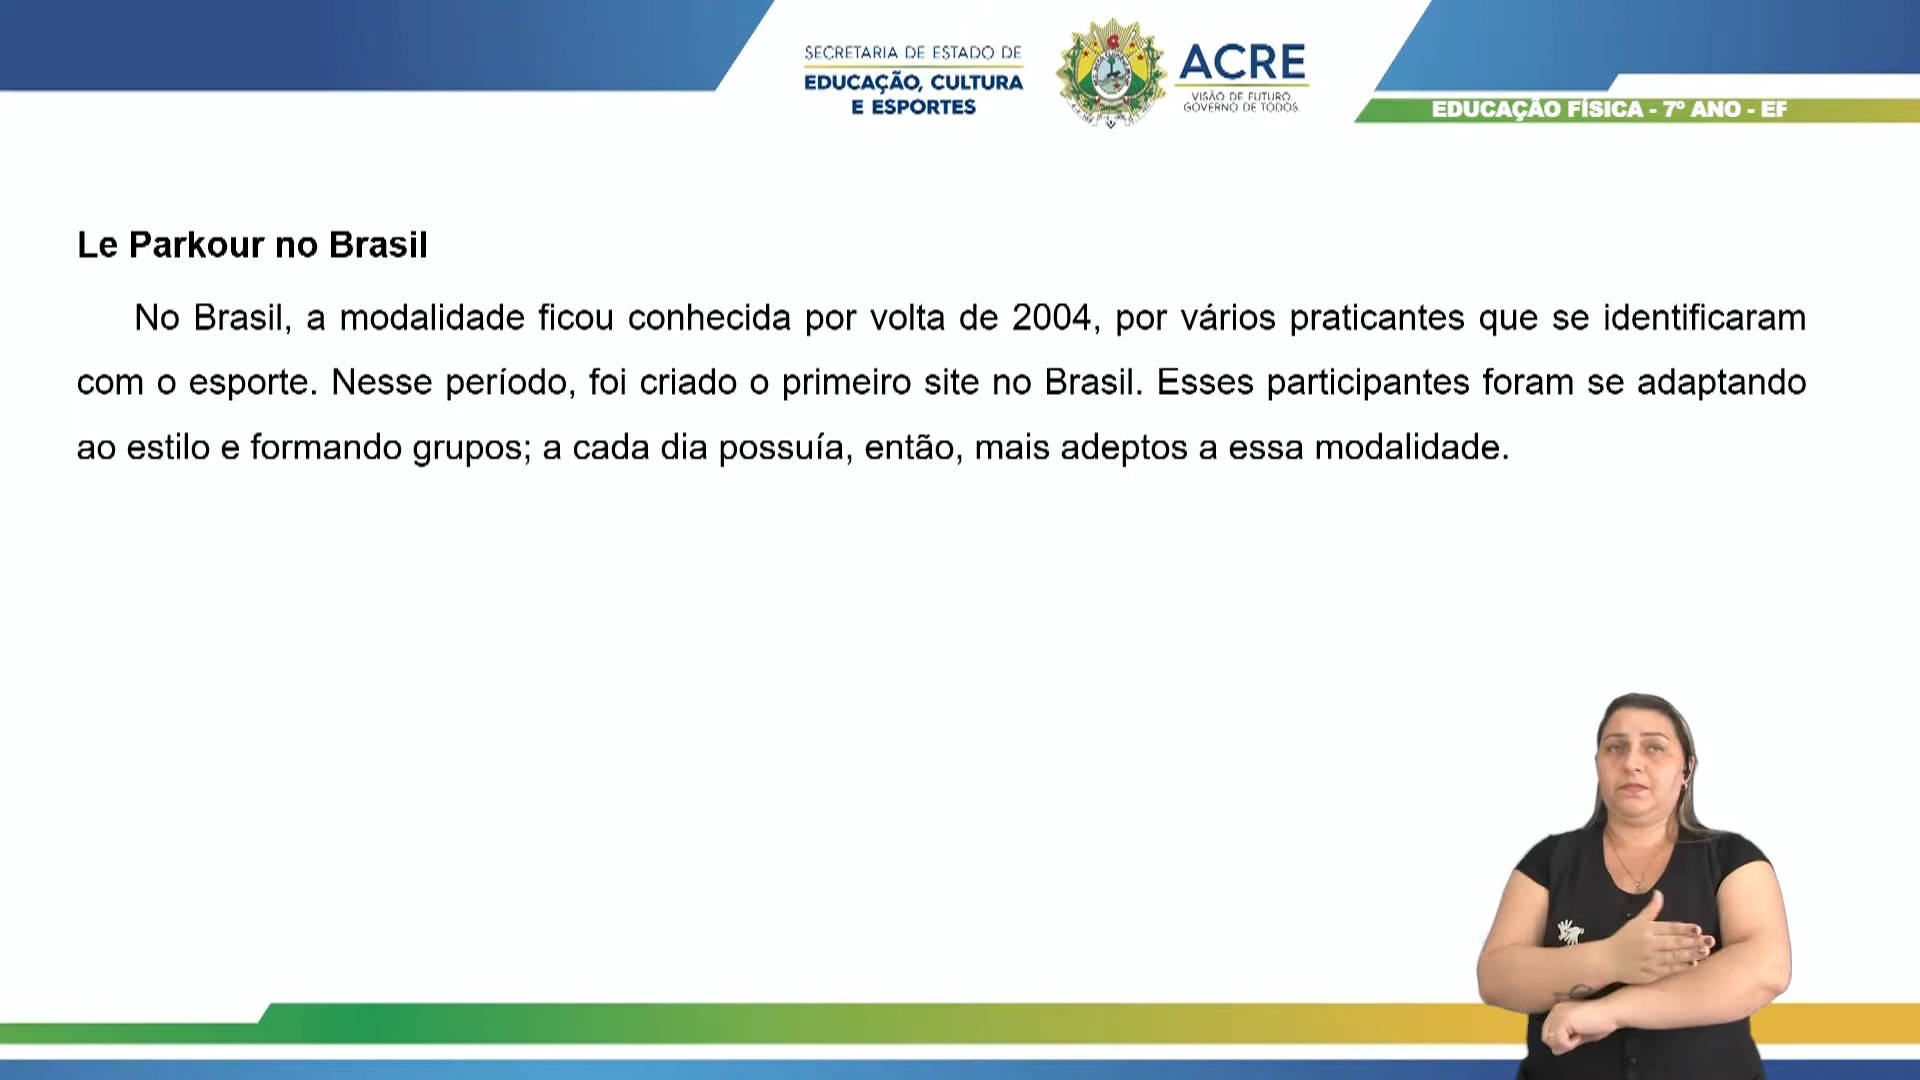 SECRETARIA DE ESTADO DE
EDUCAÇÃO, CULTURA
E ESPORTES
ACRE
VISÃO DE FUTURO
GOVERNO DE TODOS
EDUCAÇÃO FÍSICA - 7º ANO - EF
Le Parkour no Brasil
No Brasil, a modalidade ficou conhecida por volta de 2004, por vários praticantes que se identificaram
com o esporte. Nesse período, foi criado o primeiro site no Brasil. Esses participantes foram se adaptando
ao estilo e formando grupos; a cada dia possuía, então, mais adeptos a essa modalidade.